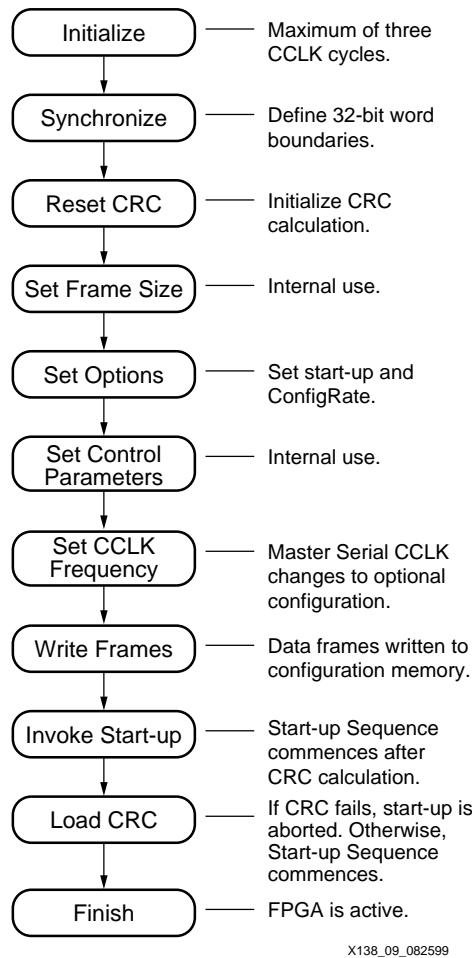 Initialize
Maximum of three
CCLK cycles.
Synchronize
Define 32-bit word
boundaries.
Reset CRC
Initialize CRC
calculation.
Set Frame Size
Internal use.
Set Options
Set start-up and
ConfigRate.
Set Control
Parameters
Internal use.
Set CCLK
Frequency
Master Serial CCLK
changes to optional
configuration.
Write Frames
Data frames written to
configuration memory.
Invoke Start-up
Start-up Sequence
commences after
CRC calculation.
Load CRC
If CRC fails, start-up is
aborted. Otherwise,
Start-up Sequence
commences.
Finish
FPGA is active.
X138_09_082599